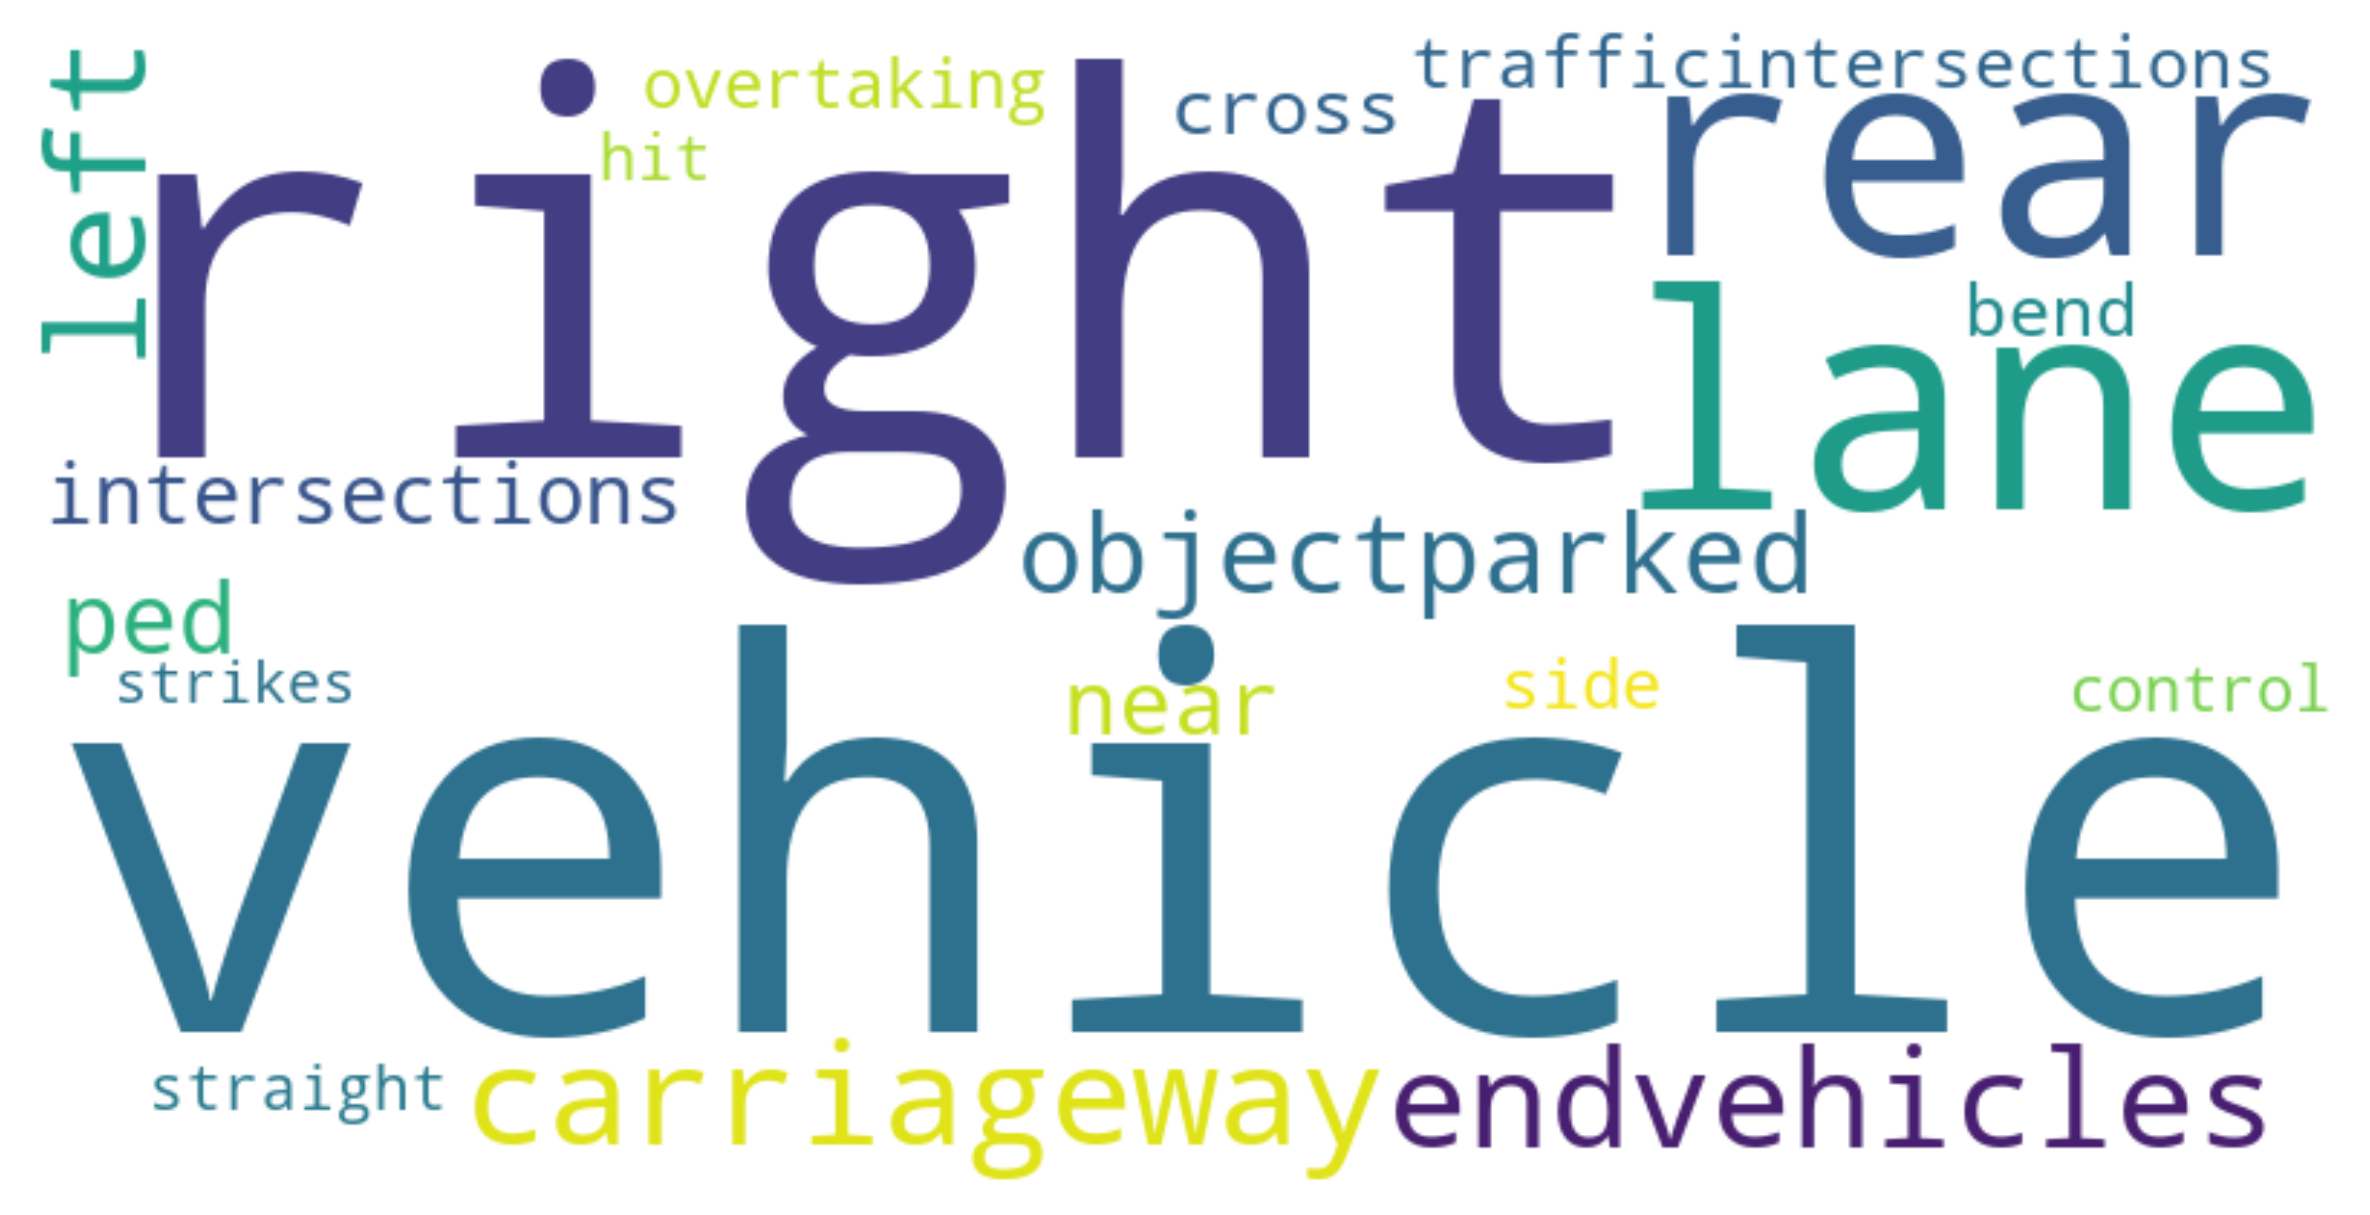 left
right
overtaking
hit
cross
trafficintersections
rear
bend
lane
intersections
objectparked
ped
strikes
near
side
control
vehicle
straight
carriageway
endvehicles